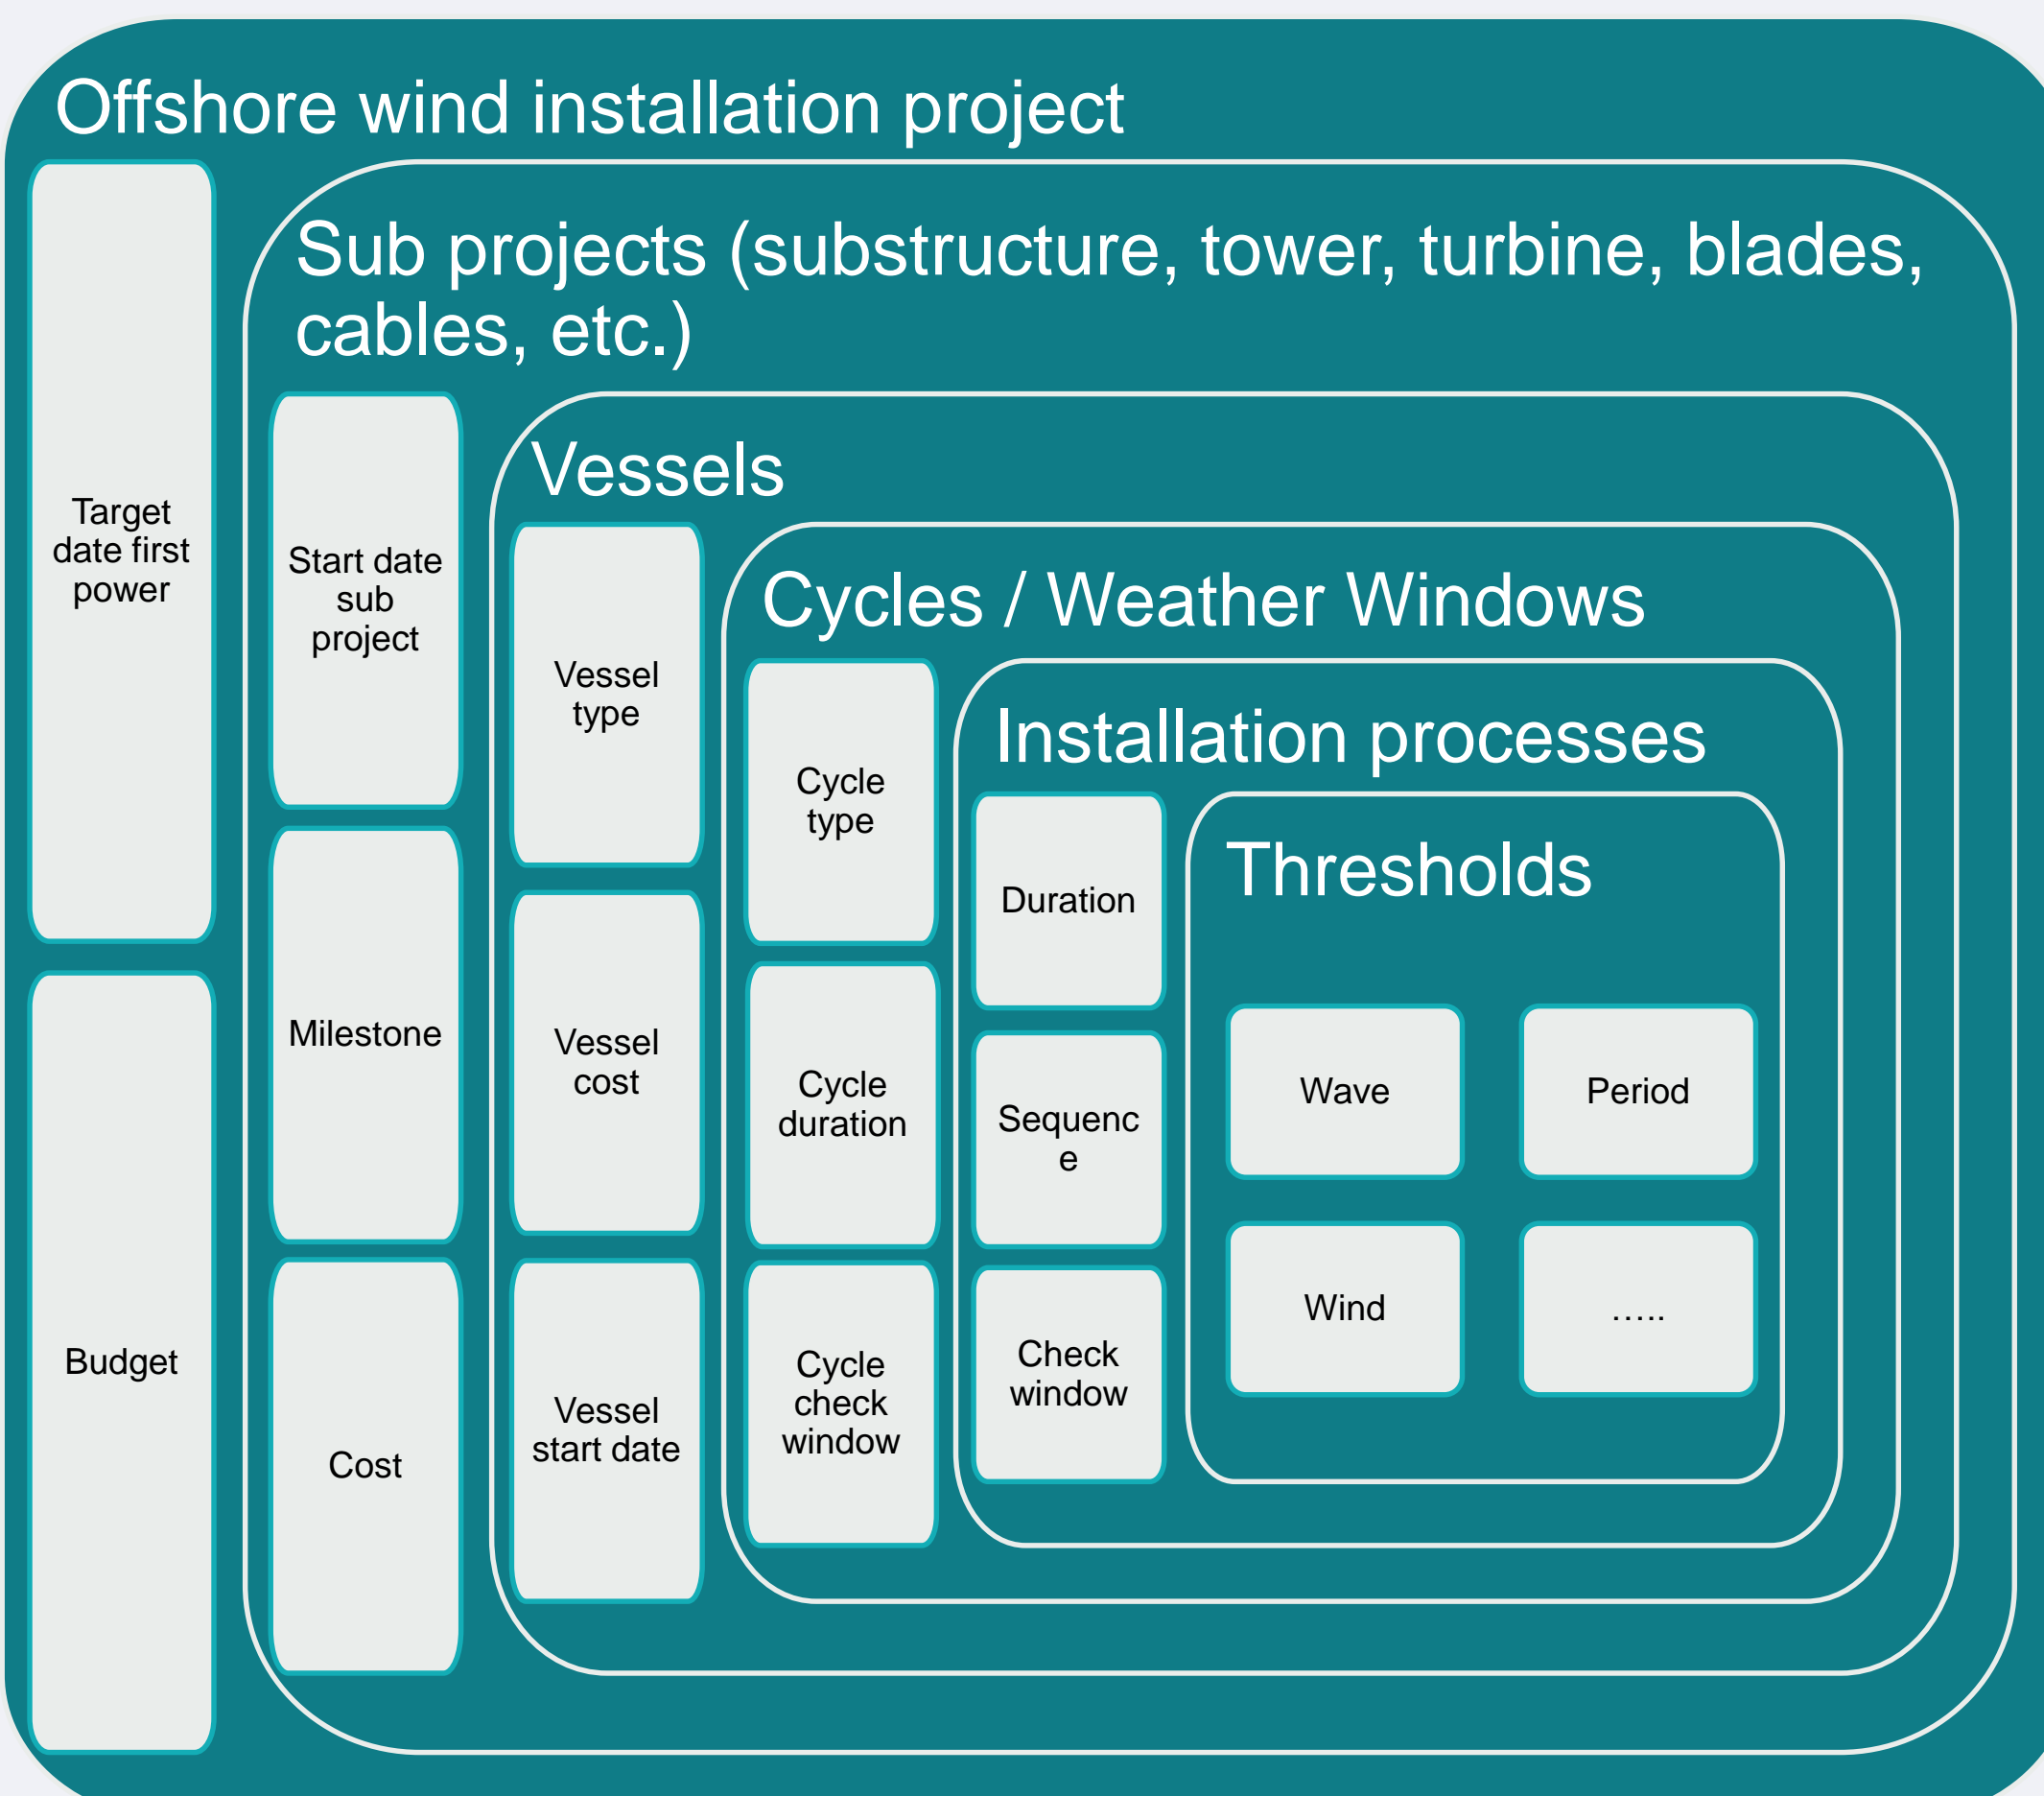 Offshore wind installation project
Target
date first
power
Budget
Sub projects (substructure, tower, turbine, blades,
cables, etc.)
Start date
sub
project
Milestone
Cost
Vessels
Vessel
type
Vessel
cost
Vessel
start date
Cycles / Weather Windows
Cycle
type
Cycle
duration
Cycle
check
window
Installation processes
Duration
Sequenc
e
Check
window
Thresholds
Wave
Period
Wind
…..